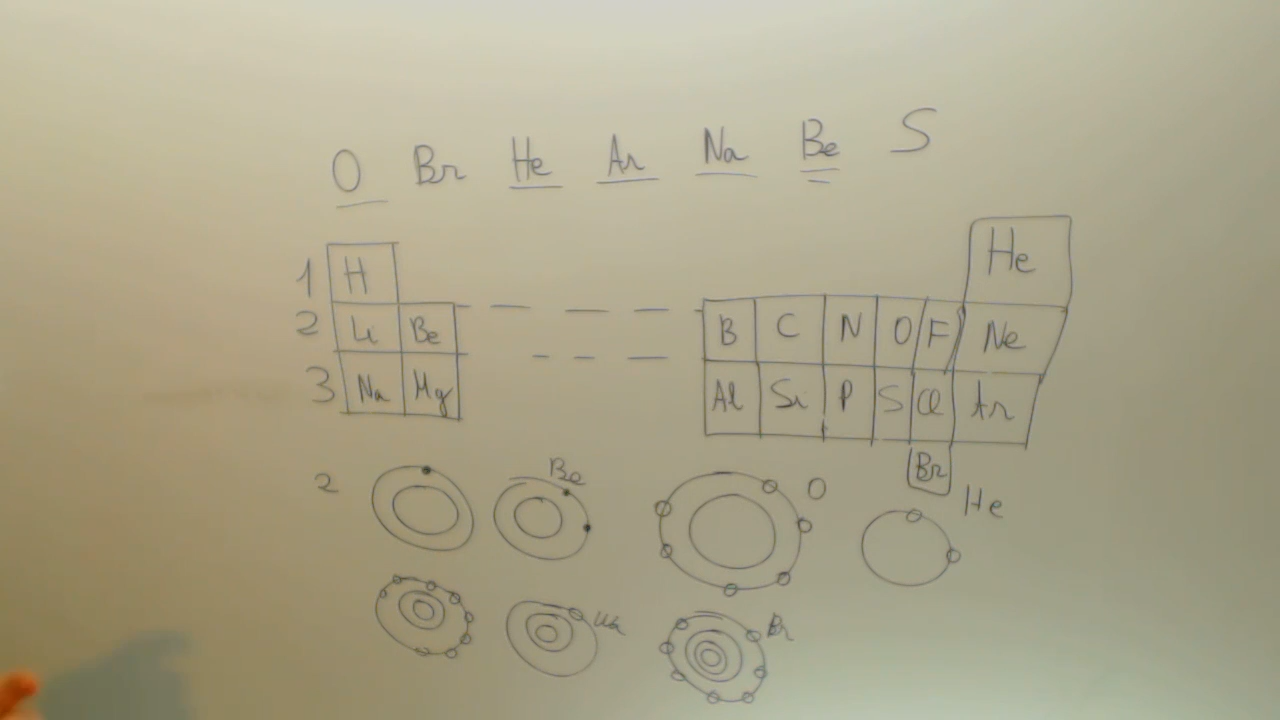 O Br He Ar Na Be S
1 H He
2 Li Be B C N O F Ne
3 Na Mg Al Si P S Cl Ar
Br
2 Be O He
Na Br